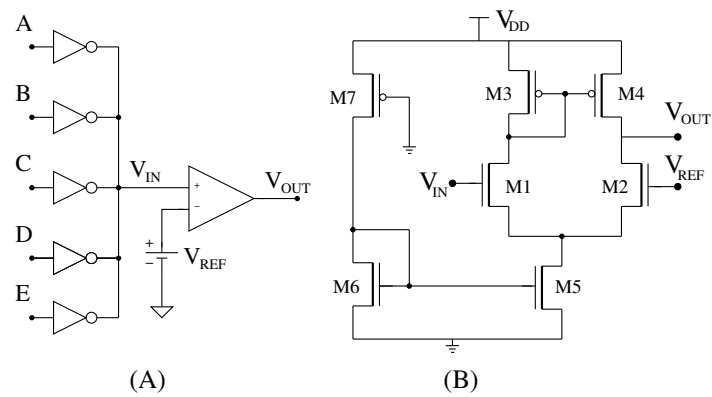 A
B
C
D
E
V_IN
+
−
V_OUT
+
−
V_REF
(A)
V_DD
M7
M3
M4
V_OUT
V_IN
M1
M2
V_REF
M6
M5
(B)